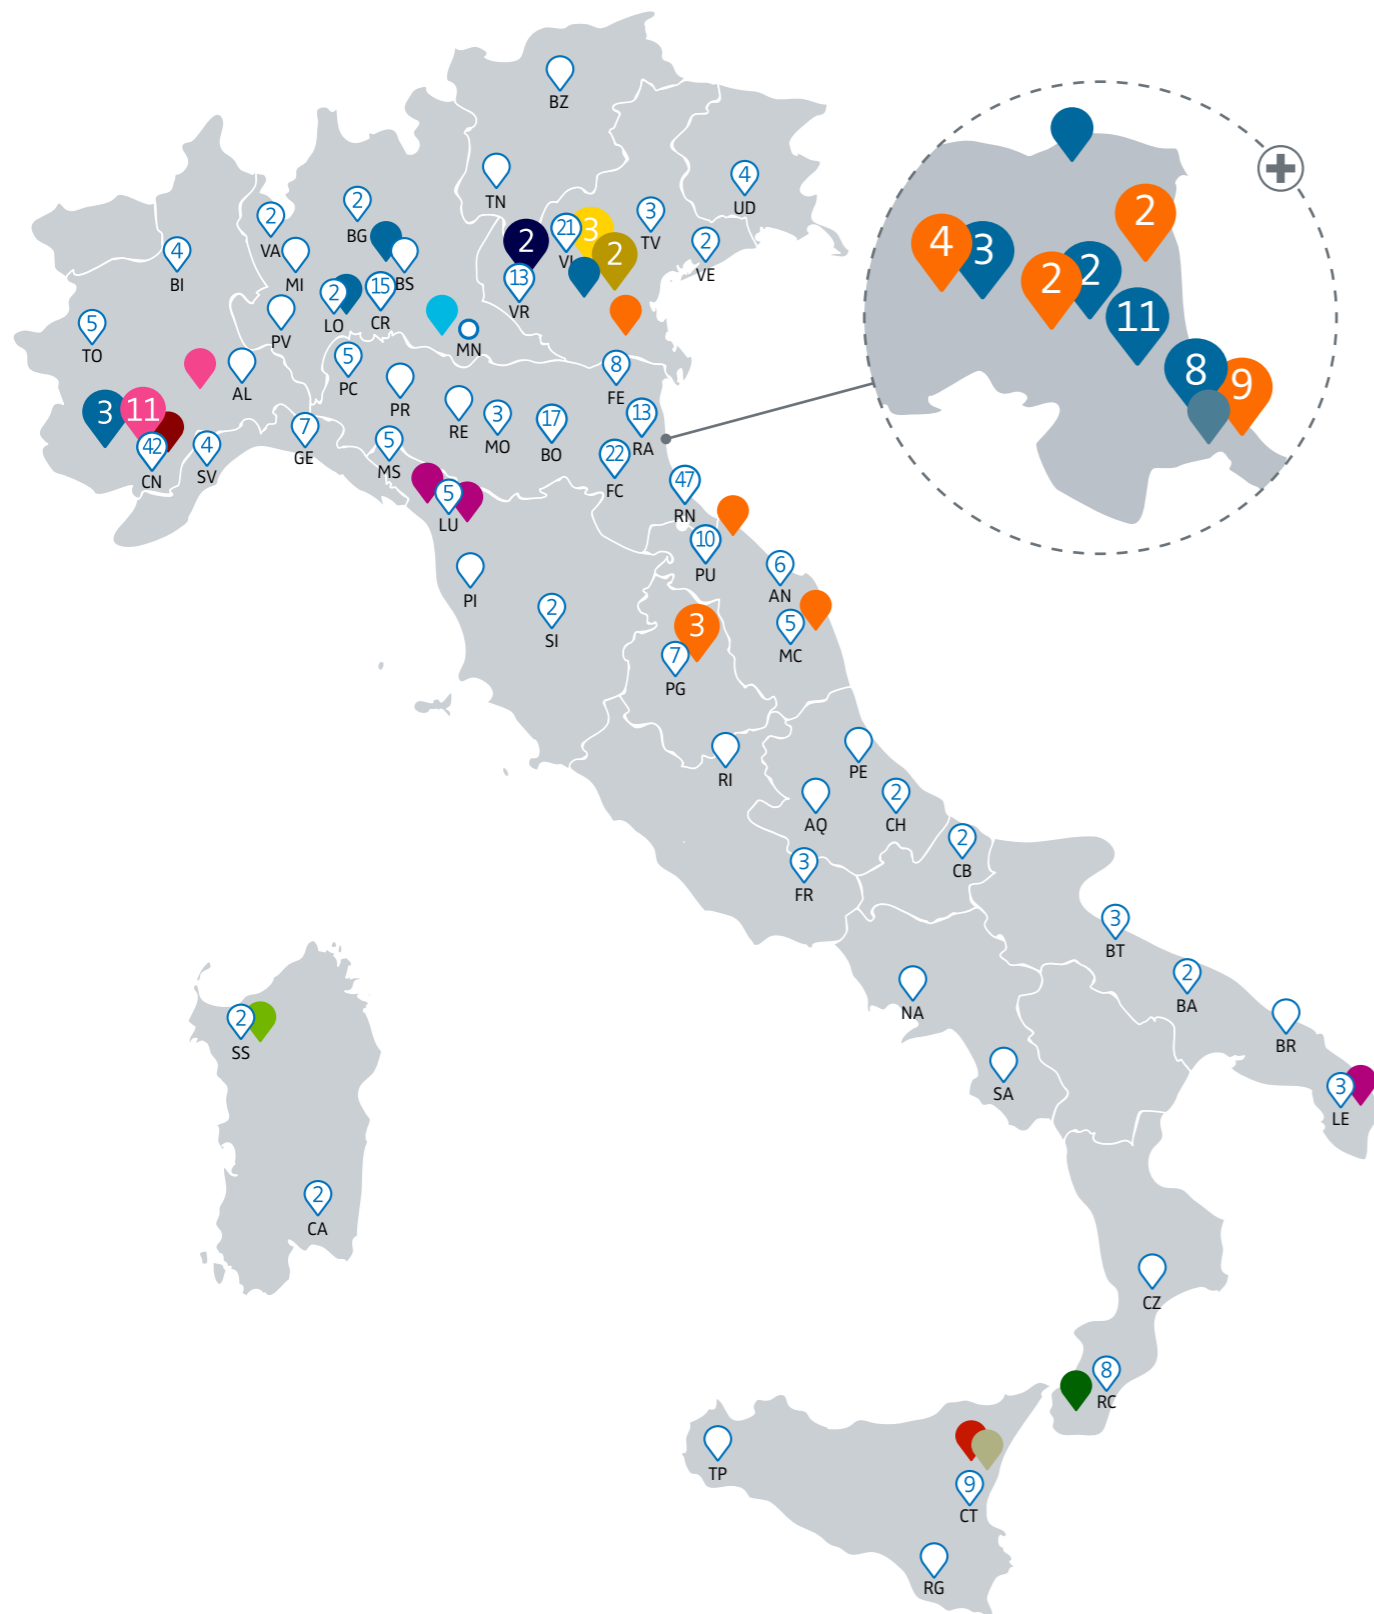 BZ
TN
4
UD
2
VA
2
BG
3
TV
2
VE
21
VI
3
2
2
13
VR
4
BI
MI
BS
2
LO
15
CR
5
TO
PV
MN
AL
5
PC
PR
RE
3
MO
17
BO
8
FE
13
RA
22
FC
3
11
42
CN
4
SV
7
GE
5
MS
5
LU
47
RN
10
PU
6
AN
5
MC
PI
2
SI
3
7
PG
RI
PE
AQ
2
CH
2
CB
3
FR
3
BT
2
BA
BR
3
LE
NA
SA
2
SS
2
CA
CZ
8
RC
TP
9
CT
RG
2
4
3
2
2
11
8
9